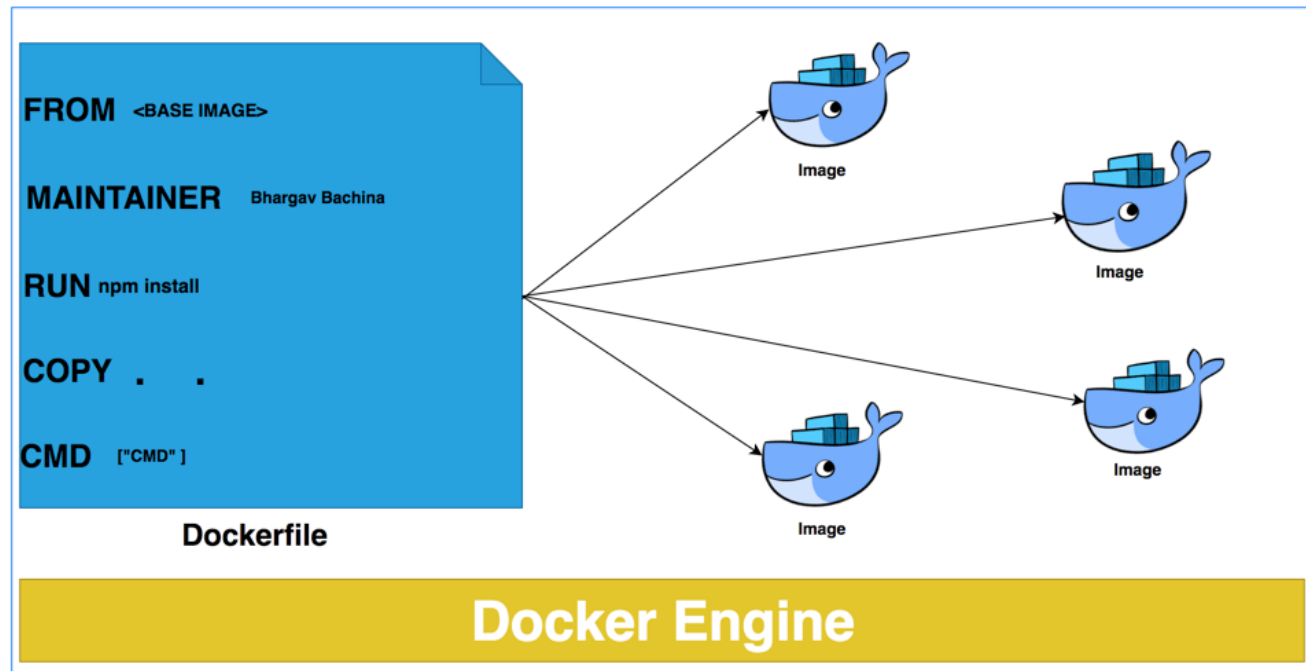 FROM <BASE IMAGE>
MAINTAINER Bhargav Bachina
RUN npm install
COPY . .
CMD ["CMD" ]
Dockerfile
Image
Image
Image
Image
Docker Engine